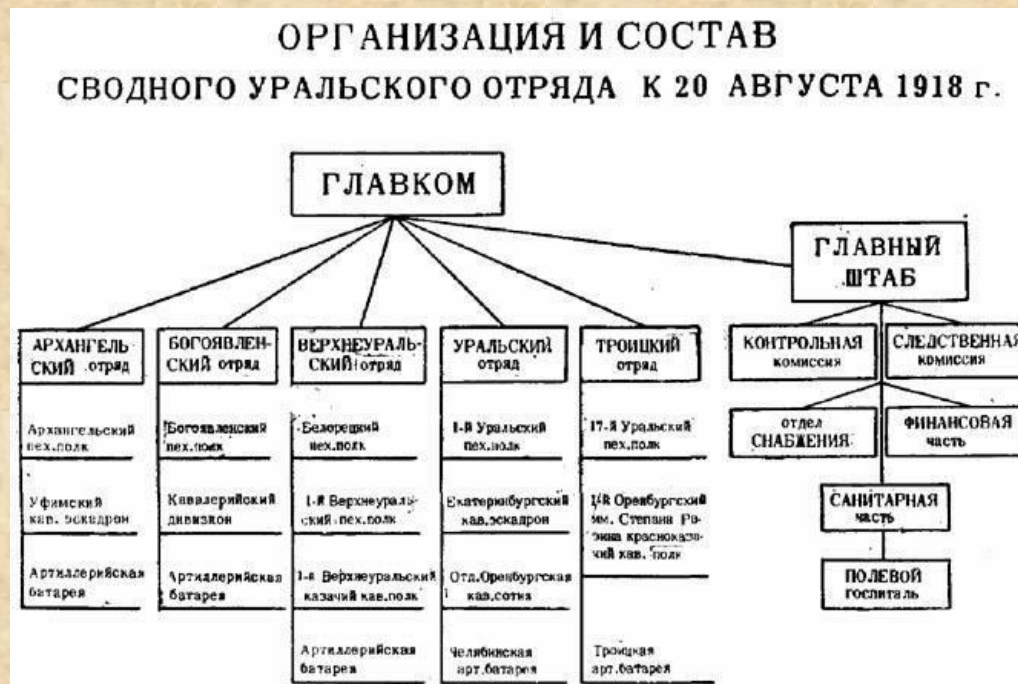 ОРГАНИЗАЦИЯ И СОСТАВ
СВОДНОГО УРАЛЬСКОГО ОТРЯДА К 20 АВГУСТА 1918 г.
ГЛАВКОМ
ГЛАВНЫЙ
ШТАБ
АРХАНГЕЛЬ
СКИЙ отряд
Архангельский
пех.полк
Уфимский
кав. эскадрон
Артиллерийская
батарея
БОГОЯВЛЕН-
СКИЙ отряд
Богоявленский
пех.полк
Кавалерийский
дивизион
Артиллерийская
батарея
ВЕРХНЕУРАЛЬ-
СКИЙ отряд
Белорецкий
пех.полк
1-й Верхнеураль-
ский пех.полк
1-й Верхнеуральский
казачий кав.полк
Артиллерийская
батарея
УРАЛЬСКИЙ
отряд
1-й Уральский
пех.полк
Екатеринбургский
кав.эскадрон
Отд.Оренбургская
кав.сотня
Челябинская
арт.батарея
ТРОИЦКИЙ
отряд
17-й Уральский
пех.полк
1-й Оренбургский
им. Степана Ра-
зина красноказа-
чий кав. полк
Троицкая
арт.батарея
КОНТРОЛЬНАЯ
комиссия
СЛЕДСТВЕННАЯ
комиссия
отдел
СНАБЖЕНИЯ
ФИНАНСОВАЯ
часть
САНИТАРНАЯ
часть
ПОЛЕВОЙ
госпиталь